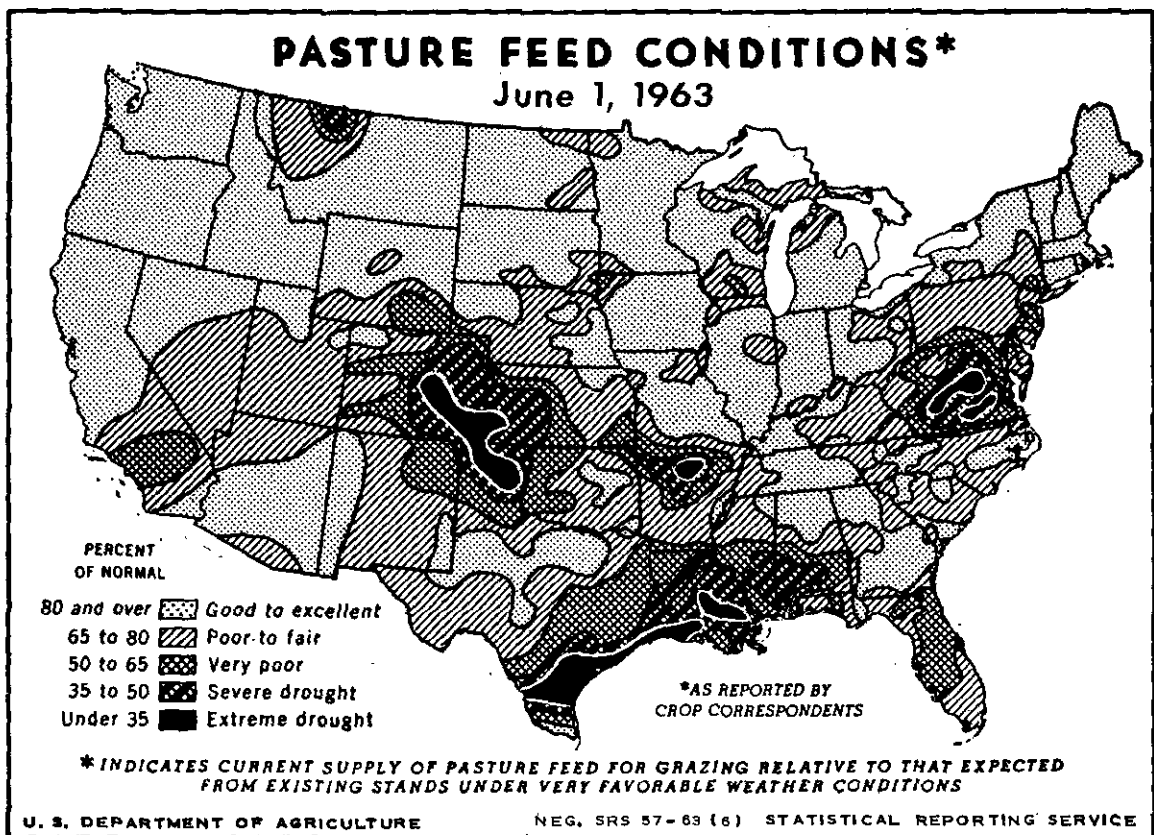 PASTURE FEED CONDITIONS*
June 1, 1963
PERCENT
OF NORMAL
80 and over Good to excellent
65 to 80 Poor to fair
50 to 65 Very poor
35 to 50 Severe drought
Under 35 Extreme drought
*AS REPORTED BY
CROP CORRESPONDENTS
* INDICATES CURRENT SUPPLY OF PASTURE FEED FOR GRAZING RELATIVE TO THAT EXPECTED
FROM EXISTING STANDS UNDER VERY FAVORABLE WEATHER CONDITIONS
U. S. DEPARTMENT OF AGRICULTURE NEG. SRS 57-63 (6) STATISTICAL REPORTING SERVICE